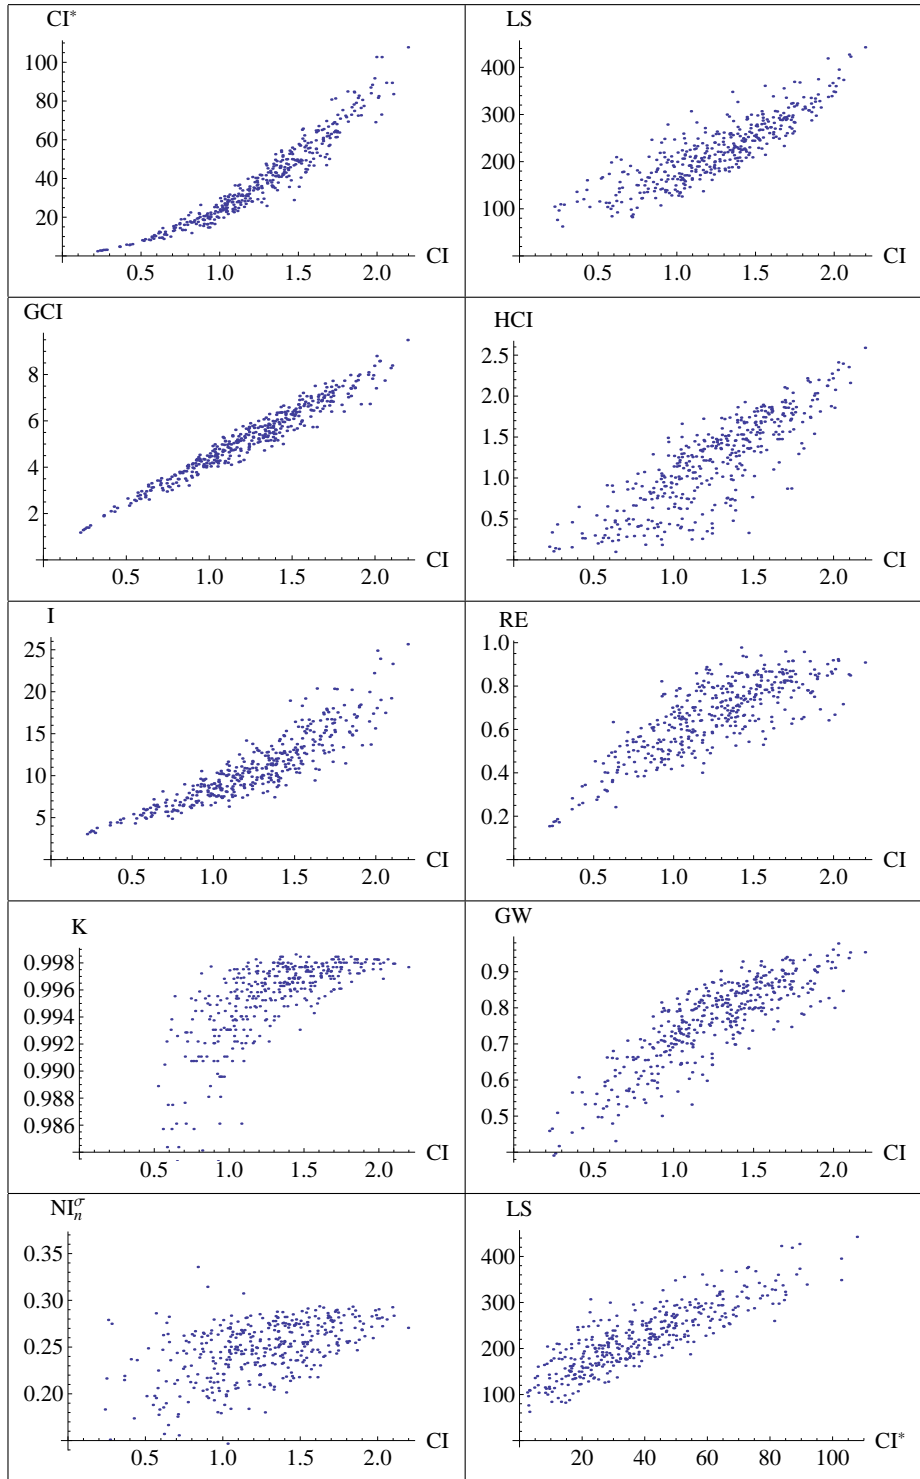 CI* LS
100 400
80 300
60 200
40 100
20
0.5 1.0 1.5 2.0 CI 0.5 1.0 1.5 2.0 CI
GCI HCI
8 2.5
6 2.0
4 1.5
2 1.0
0.5
0.5 1.0 1.5 2.0 CI 0.5 1.0 1.5 2.0 CI
I RE
25 1.0
20 0.8
15 0.6
10 0.4
5 0.2
0.5 1.0 1.5 2.0 CI 0.5 1.0 1.5 2.0 CI
K GW
0.998 0.9
0.996 0.8
0.994 0.7
0.992 0.6
0.990 0.5
0.988
0.986
0.5 1.0 1.5 2.0 CI 0.5 1.0 1.5 2.0 CI
NI_n^σ LS
0.35 400
0.30 300
0.25 200
0.20 100
0.5 1.0 1.5 2.0 CI 20 40 60 80 100 CI*